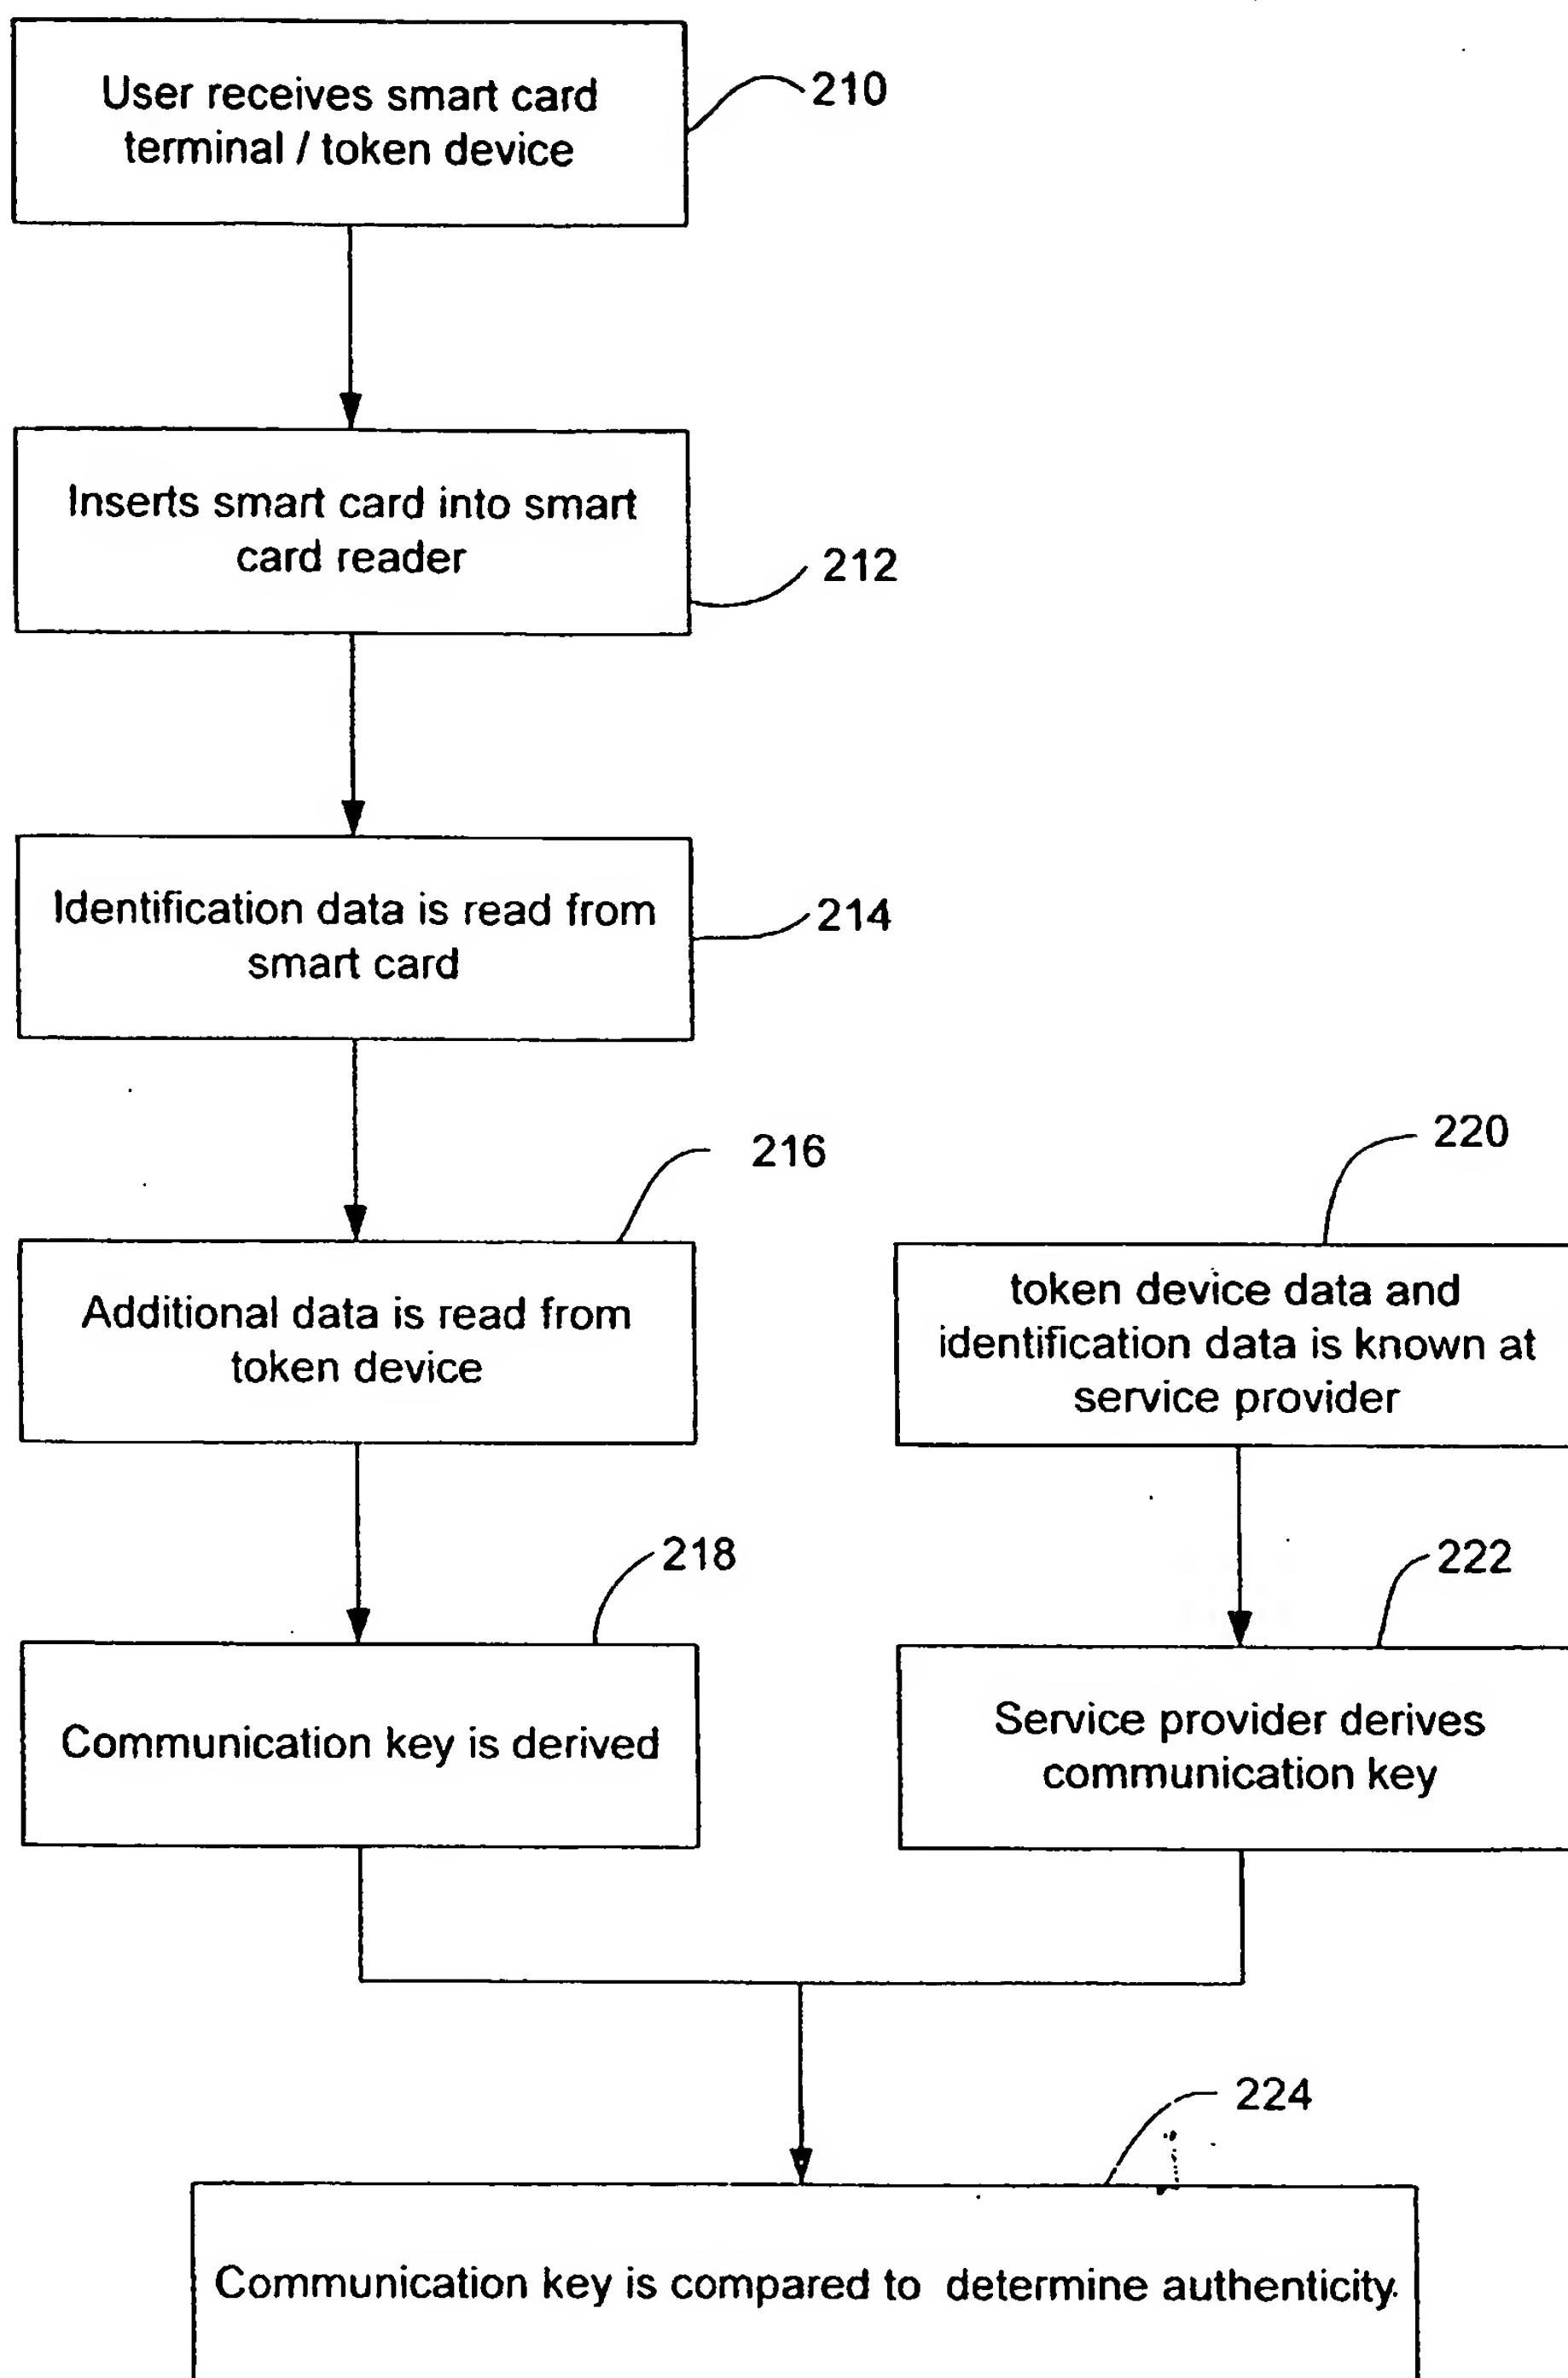 User receives smart card
terminal / token device
210
Inserts smart card into smart
card reader
212
Identification data is read from
smart card
214
216
220
Additional data is read from
token device
token device data and
identification data is known at
service provider
218
222
Communication key is derived
Service provider derives
communication key
224
Communication key is compared to determine authenticity.